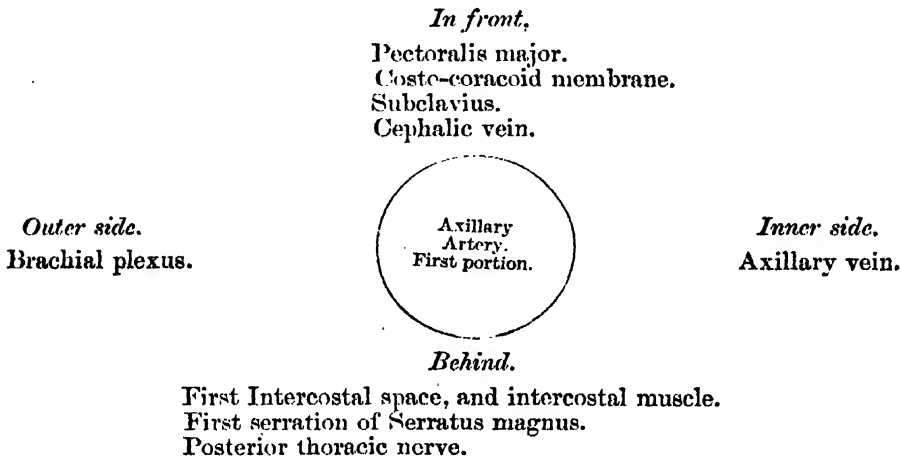 In front.
Pectoralis major.
Costo-coracoid membrane.
Subclavius.
Cephalic vein.
Outer side.
Brachial plexus.
Axillary
Artery.
First portion.
Inner side.
Axillary vein.
Behind.
First Intercostal space, and intercostal muscle.
First serration of Serratus magnus.
Posterior thoracic nerve.